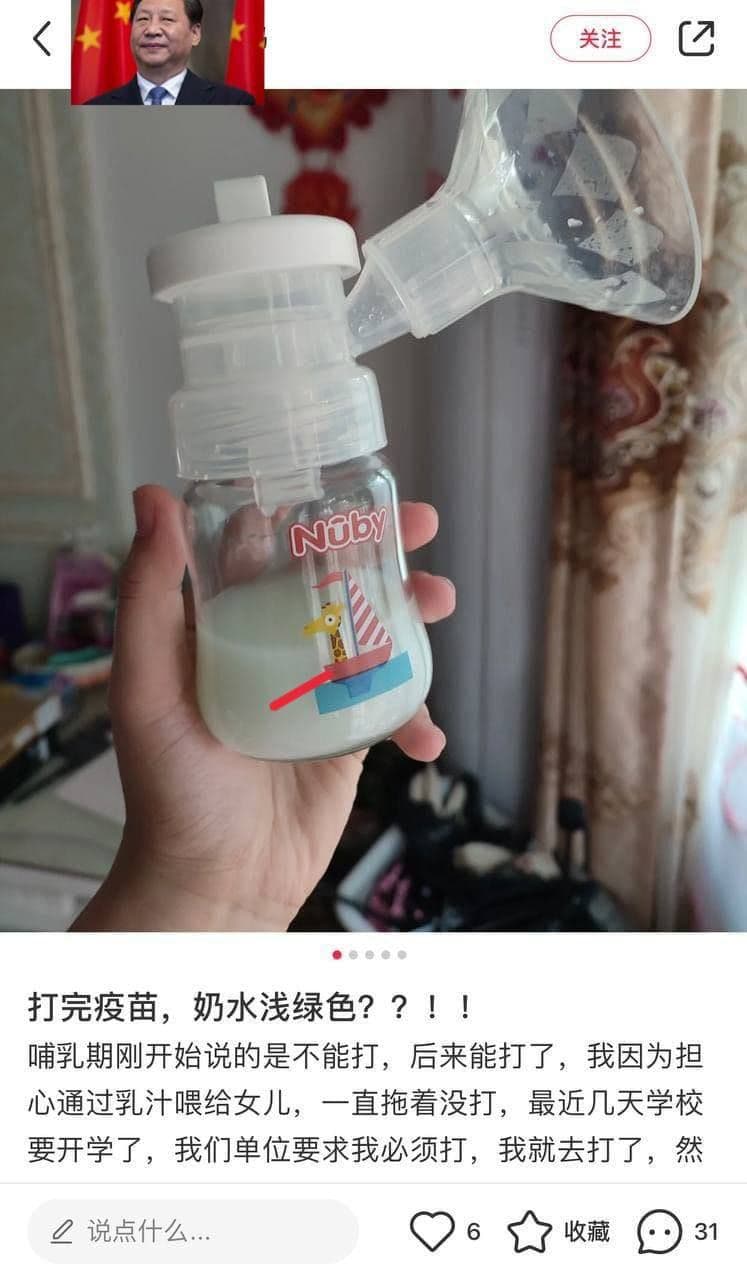 关注
Nûby
打完疫苗，奶水浅绿色？？！！
哺乳期刚开始说的是不能打，后来能打了，我因为担
心通过乳汁喂给女儿，一直拖着没打，最近几天学校
要开学了，我们单位要求我必须打，我就去打了，然
说点什么...
6
收藏
31